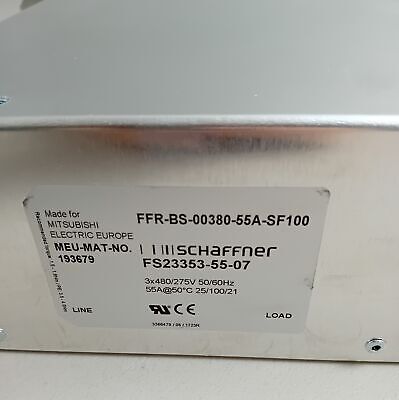 Made for
MITSUBISHI
ELECTRIC EUROPE
MEU-MAT-NO.
193679
FFR-BS-00380-55A-SF100
SCHAFFNER
FS23353-55-07
3x480/275V 50/60Hz
55A@50°C 25/100/21
LINE
LOAD